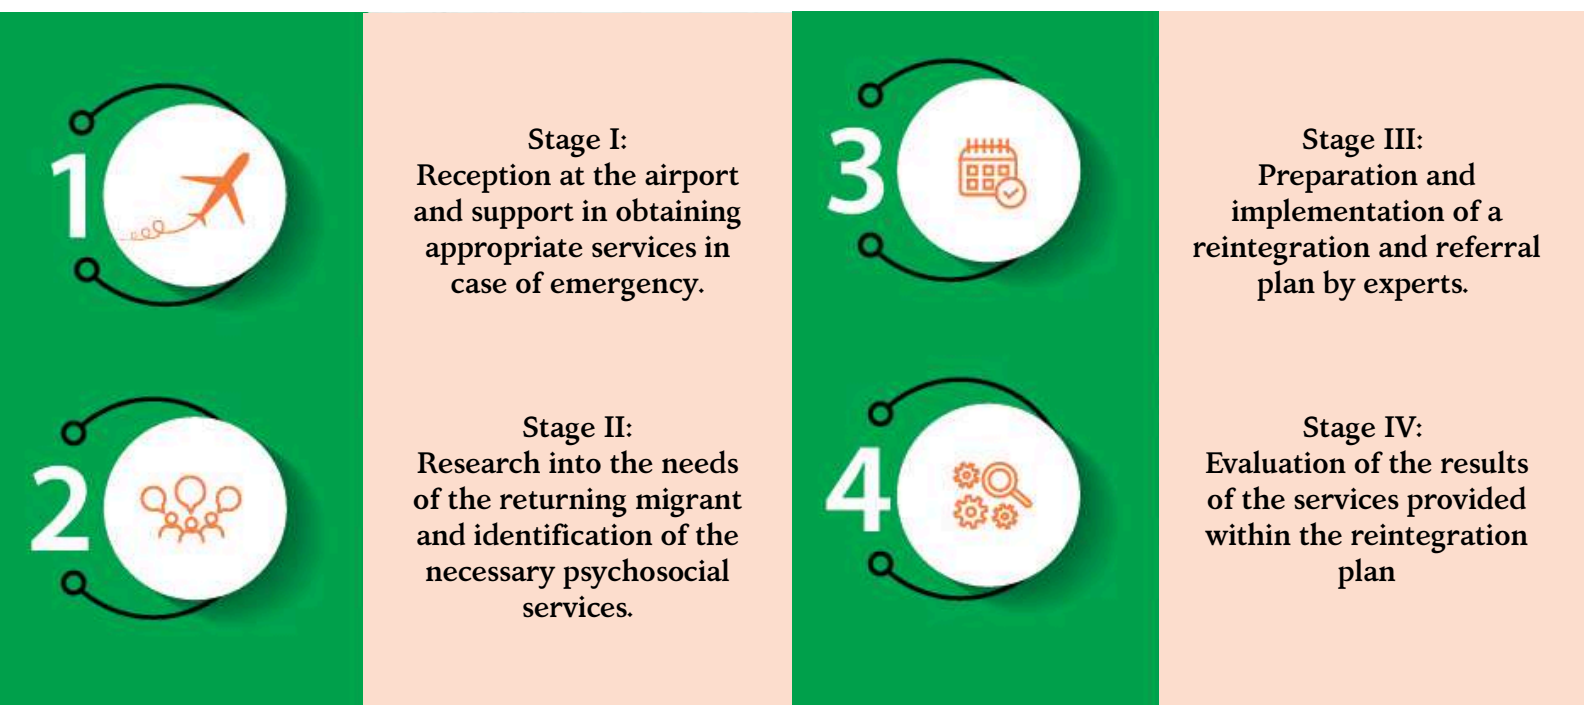 1
Stage I:
Reception at the airport
and support in obtaining
appropriate services in
case of emergency.
2
Stage II:
Research into the needs
of the returning migrant
and identification of the
necessary psychosocial
services.
3
Stage III:
Preparation and
implementation of a
reintegration and referral
plan by experts.
4
Stage IV:
Evaluation of the results
of the services provided
within the reintegration
plan